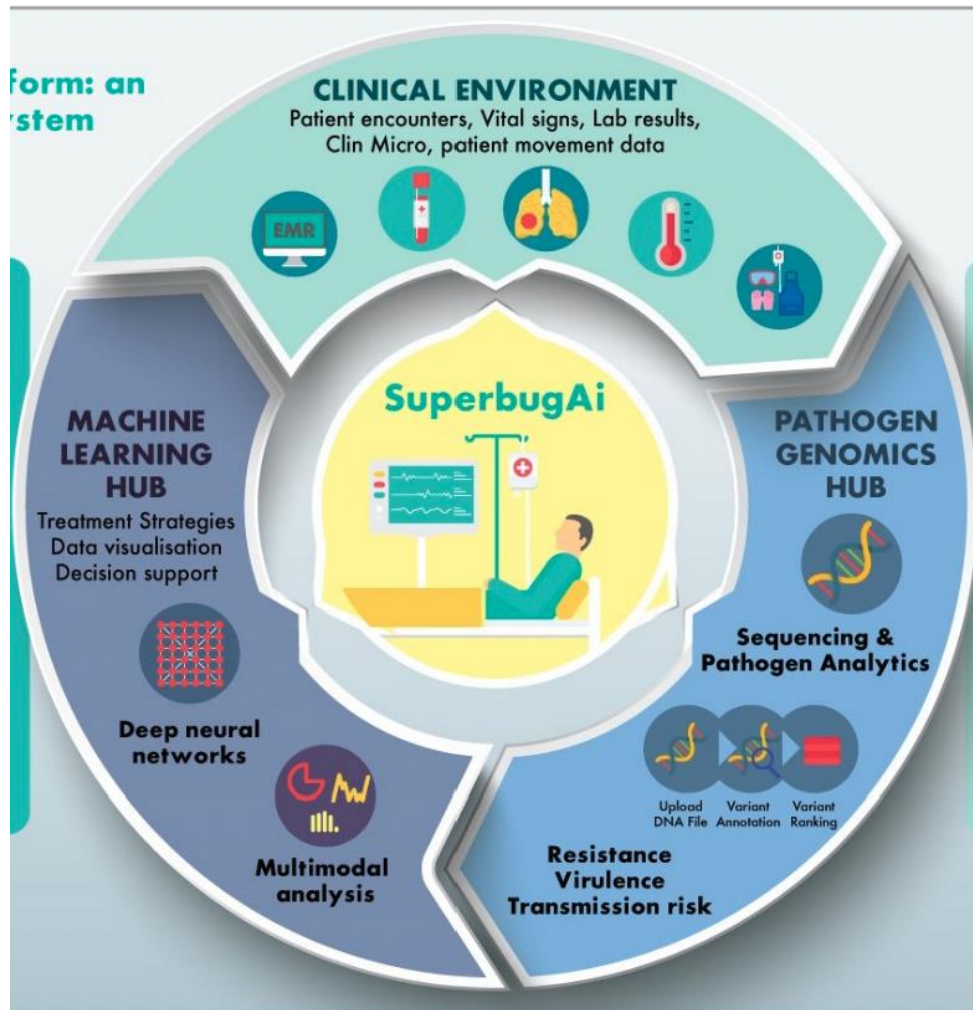 form: an
ystem
CLINICAL ENVIRONMENT
Patient encounters, Vital signs, Lab results,
Clin Micro, patient movement data
EMR
SuperbugAi
MACHINE
LEARNING
HUB
Treatment Strategies
Data visualisation
Decision support
Deep neural
networks
Multimodal
analysis
PATHOGEN
GENOMICS
HUB
Sequencing &
Pathogen Analytics
Upload
DNA File
Variant
Annotation
Variant
Ranking
Resistance
Virulence
Transmission risk